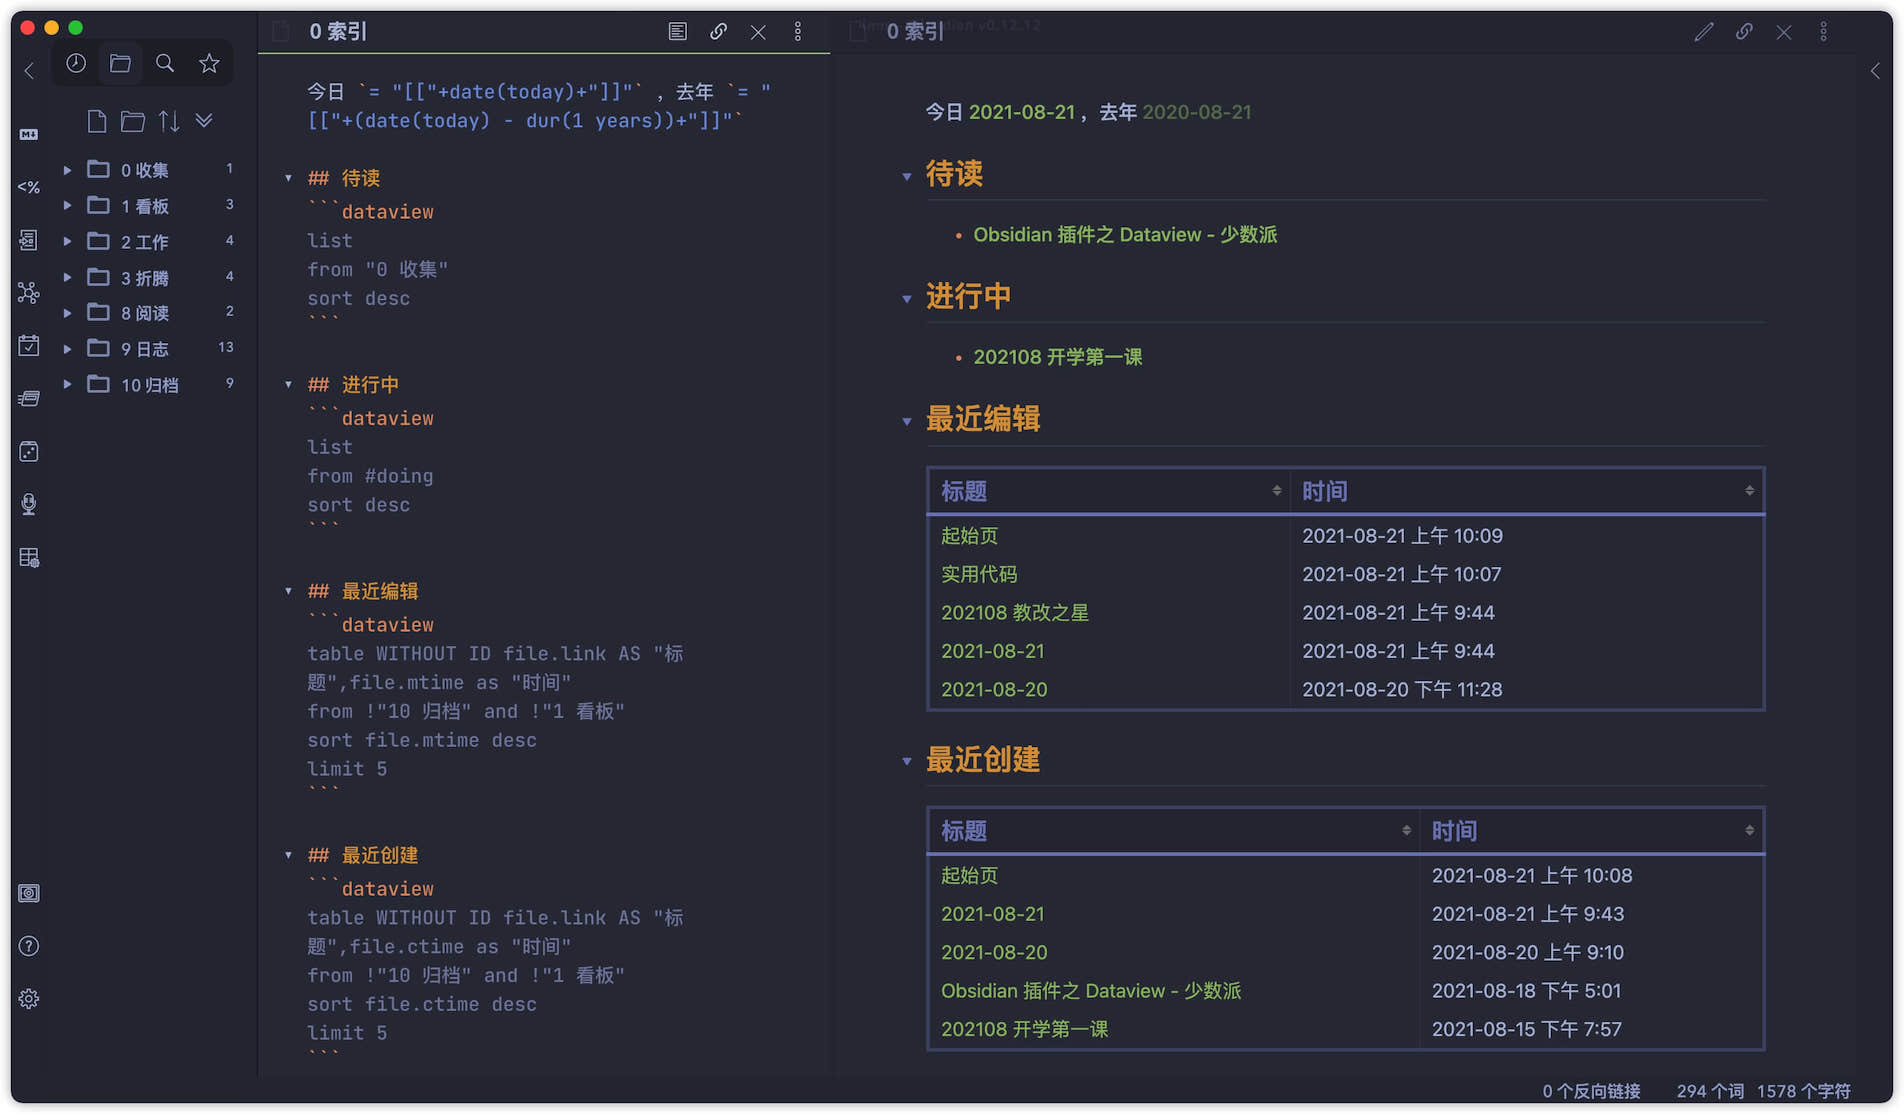 0 索引
M↓
<%
0 收集 1
1 看板 3
2 工作 4
3 折腾 4
8 阅读 2
9 日志 13
10 归档 9
今日 `= "[["+date(today)+"]]"` ，去年 `= "
[["+(date(today) - dur(1 years))+"]]"`
## 待读
```dataview
list
from "0 收集"
sort desc
```
## 进行中
```dataview
list
from #doing
sort desc
```
## 最近编辑
```dataview
table WITHOUT ID file.link AS "标
题",file.mtime as "时间"
from !"10 归档" and !"1 看板"
sort file.mtime desc
limit 5
```
## 最近创建
```dataview
table WITHOUT ID file.link AS "标
题",file.ctime as "时间"
from !"10 归档" and !"1 看板"
sort file.ctime desc
limit 5
```
0 索引
v0.12.12
今日 2021-08-21 ，去年 2020-08-21
待读
• Obsidian 插件之 Dataview - 少数派
进行中
• 202108 开学第一课
最近编辑
标题 时间
起始页 2021-08-21 上午 10:09
实用代码 2021-08-21 上午 10:07
202108 教改之星 2021-08-21 上午 9:44
2021-08-21 2021-08-21 上午 9:44
2021-08-20 2021-08-20 下午 11:28
最近创建
标题 时间
起始页 2021-08-21 上午 10:08
2021-08-21 2021-08-21 上午 9:43
2021-08-20 2021-08-20 上午 9:10
Obsidian 插件之 Dataview - 少数派 2021-08-18 下午 5:01
202108 开学第一课 2021-08-15 下午 7:57
0 个反向链接 294 个词 1578 个字符